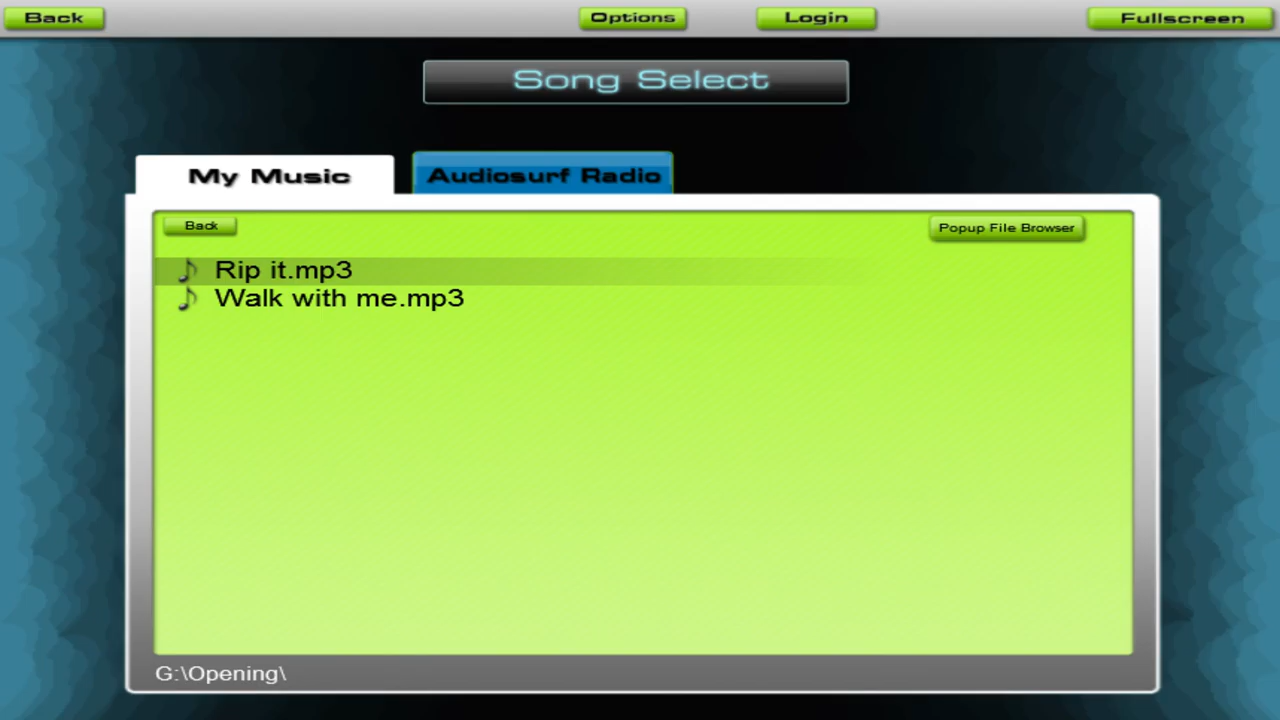 Back Options Login Fullscreen
Song Select
My Music Audiosurf Radio
Back Popup File Browser
Rip it.mp3
Walk with me.mp3
G:\Opening\